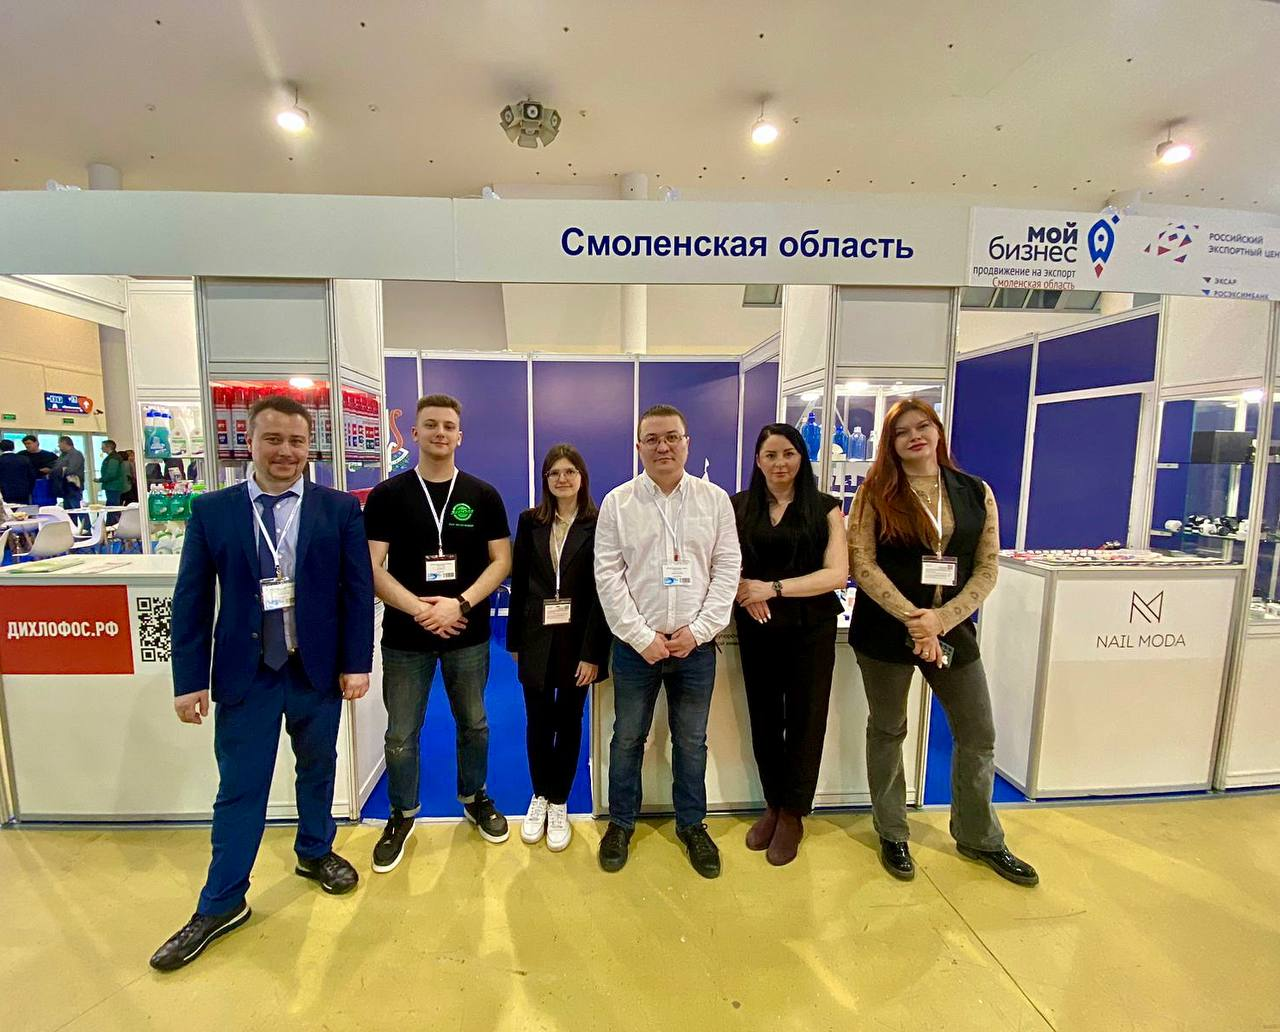 Смоленская область
мой
бизнес
продвижение на экспорт
Смоленская область
РОССИЙСКИЙ
ЭКСПОРТНЫЙ ЦЕН
ЭКСАР
РОСЭКСИМБАНК
ДИХЛОФОС.РФ
NAIL MODA